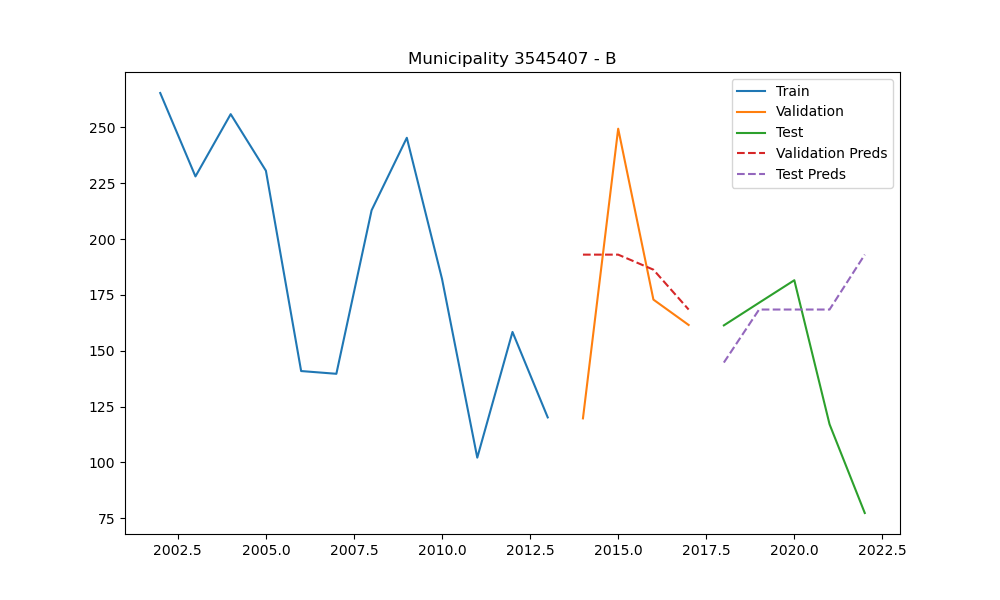 Municipality 3545407 - B
Train
Validation
Test
Validation Preds
Test Preds
250
225
200
175
150
125
100
75
2002.5 2005.0 2007.5 2010.0 2012.5 2015.0 2017.5 2020.0 2022.5